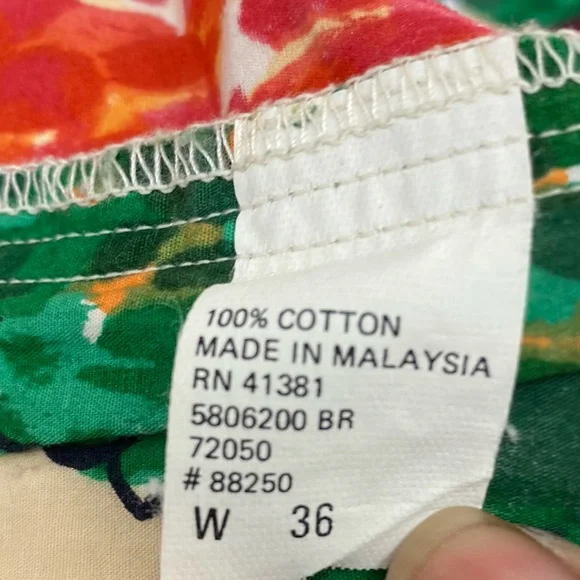 100% COTTON
MADE IN MALAYSIA
RN 41381
5806200 BR
72050
# 88250
W 36